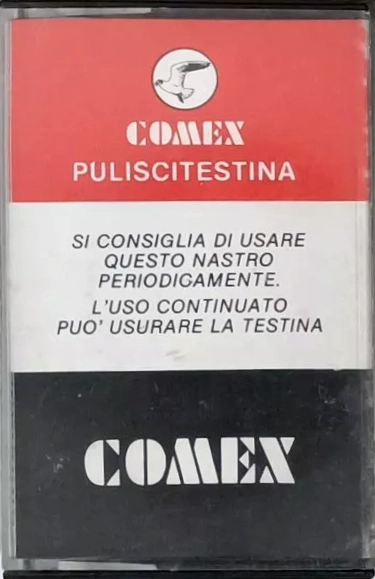 COMEX
PULISCITESTINA
SI CONSIGLIA DI USARE
QUESTO NASTRO
PERIODICAMENTE.
L'USO CONTINUATO
PUO' USURARE LA TESTINA
COMEX